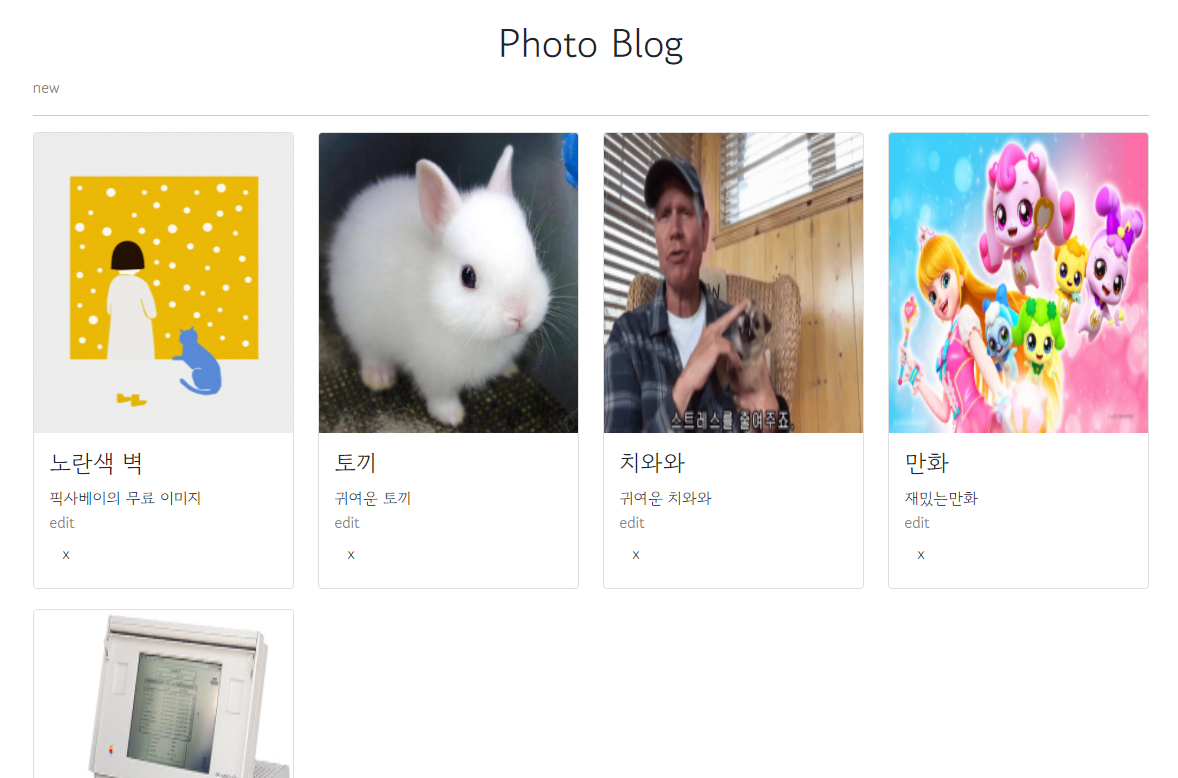 Photo Blog
new
스트레스를 줄여주죠.
노란색 벽
픽사베이의 무료 이미지
edit
x
토끼
귀여운 토끼
edit
x
치와와
귀여운 치와와
edit
x
만화
재밌는만화
edit
x